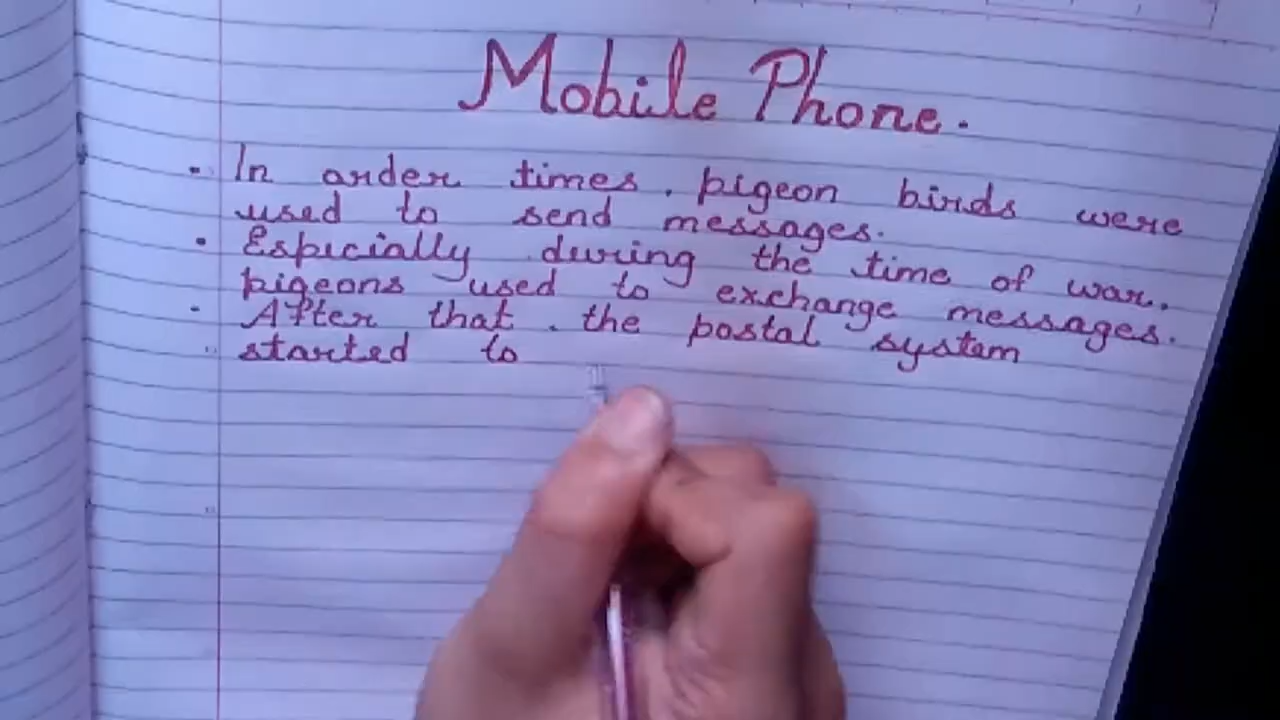 Mobile Phone.
. In order times. pigeon birds were
used to send messages.
. Especially during the time of war.
pigeons used to exchange messages.
. After that. the postal system
started to